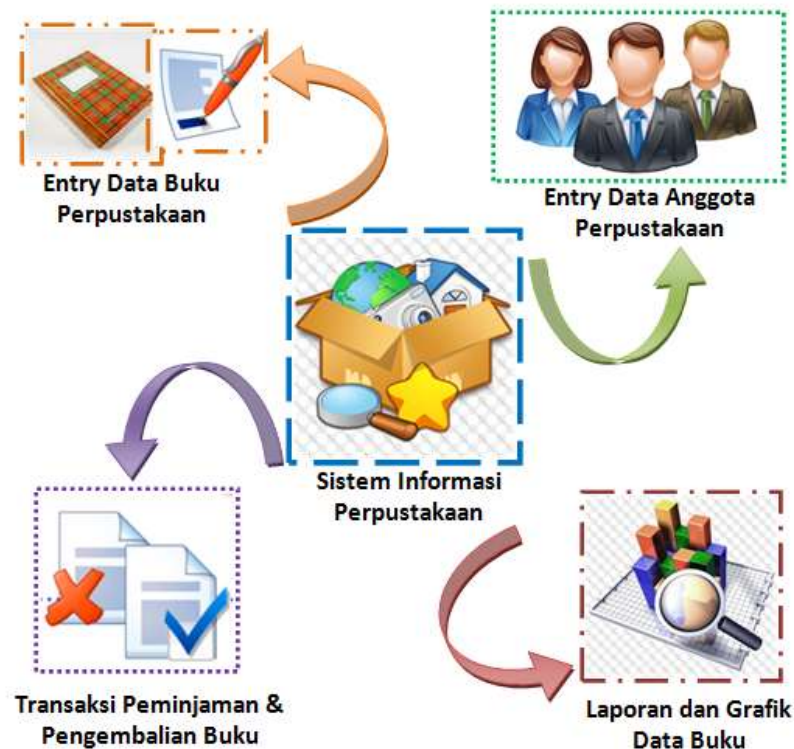 Entry Data Buku
Perpustakaan
Entry Data Anggota
Perpustakaan
Sistem Informasi
Perpustakaan
Transaksi Peminjaman &
Pengembalian Buku
Laporan dan Grafik
Data Buku